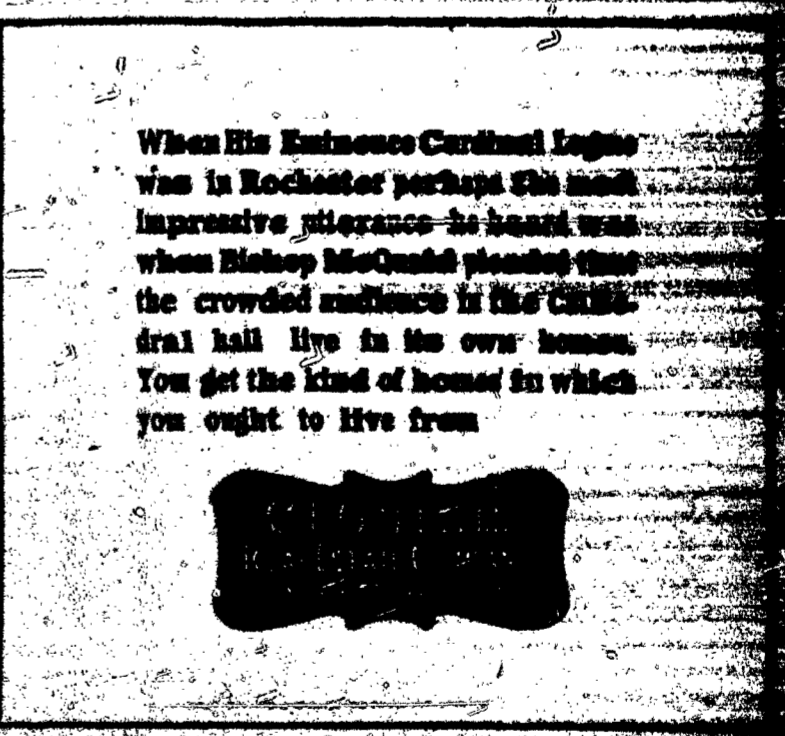 When His Eminence Cardinal Logue
was in Rochester perhaps the most
impressive utterance he heard was
when Bishop McQuaid pleaded that
the crowded audience in the Cathe-
dral hall live in its own homes.
You get the kind of homes in which
you ought to live from